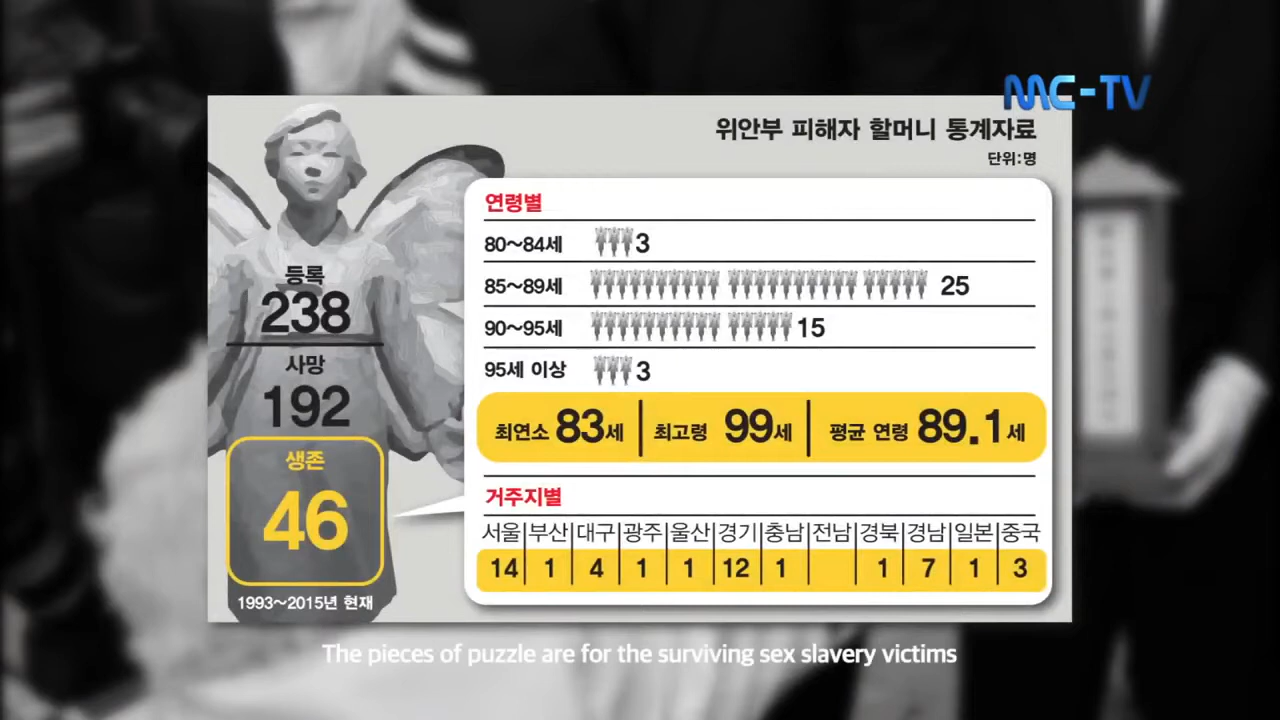 MC-TV
위안부 피해자 할머니 통계자료
단위:명
등록
238
사망
192
생존
46
1993~2015년 현재
연령별
80~84세 3
85~89세 25
90~95세 15
95세 이상 3
최연소 83세 최고령 99세 평균 연령 89.1세
거주지별
서울 부산 대구 광주 울산 경기 충남 전남 경북 경남 일본 중국
14 1 4 1 1 12 1 1 7 1 3
The pieces of puzzle are for the surviving sex slavery victims